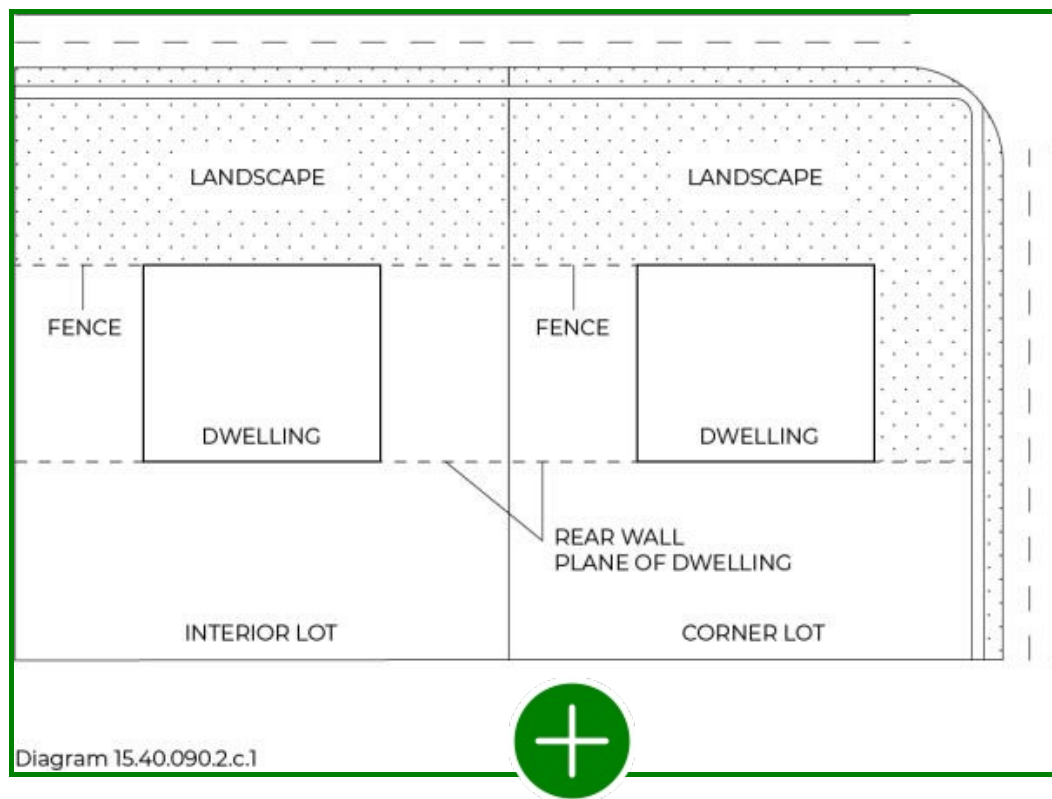 LANDSCAPE
LANDSCAPE
FENCE
FENCE
DWELLING
DWELLING
REAR WALL
PLANE OF DWELLING
INTERIOR LOT
CORNER LOT
Diagram 15.40.090.2.c.1